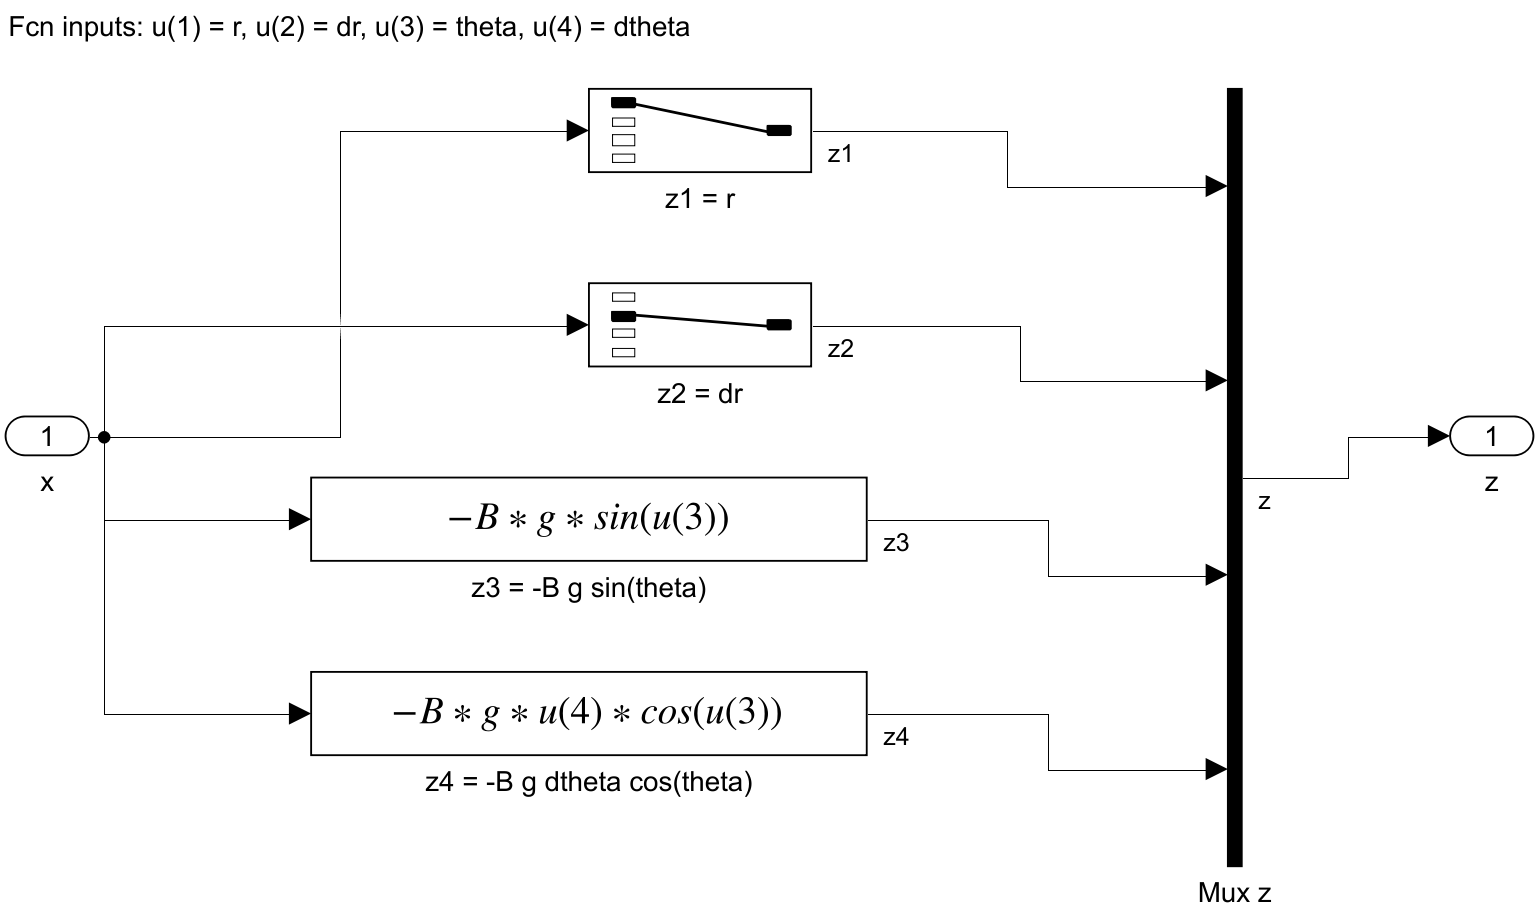 Fcn inputs: u(1) = r, u(2) = dr, u(3) = theta, u(4) = dtheta
z1
z1 = r
z2
z2 = dr
1
x
−B ∗ g ∗ sin(u(3))
z3
z3 = -B g sin(theta)
−B ∗ g ∗ u(4) ∗ cos(u(3))
z4
z4 = -B g dtheta cos(theta)
z
1
z
Mux z